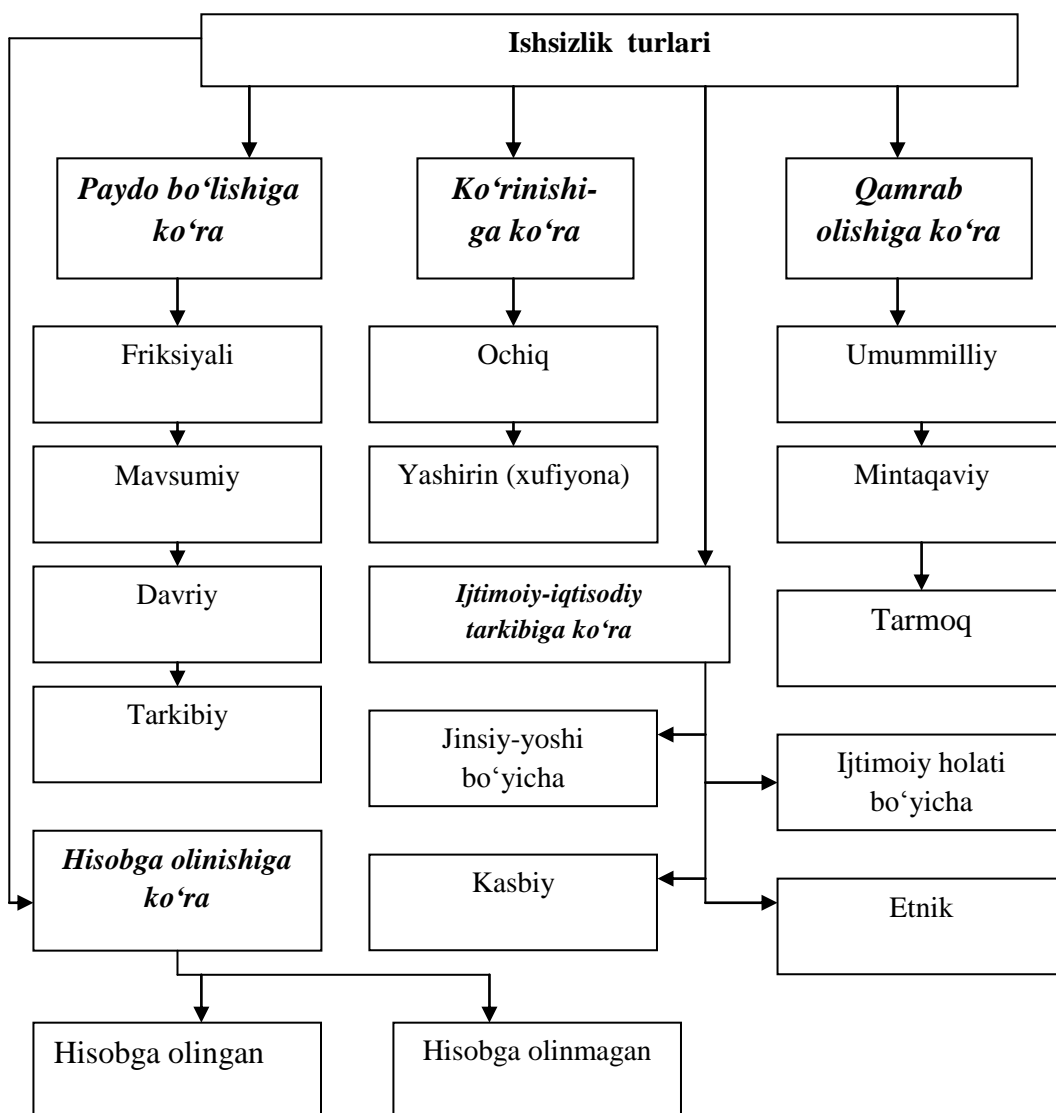 Ishsizlik turlari
Paydo bo‘lishiga
ko‘ra
Ko‘rinishi-
ga ko‘ra
Qamrab
olishiga ko‘ra
Friksiyali
Ochiq
Umummilliy
Mavsumiy
Yashirin (xufiyona)
Mintaqaviy
Davriy
Ijtimoiy-iqtisodiy
tarkibiga ko‘ra
Tarmoq
Tarkibiy
Jinsiy-yoshi
bo‘yicha
Ijtimoiy holati
bo‘yicha
Hisobga olinishiga
ko‘ra
Kasbiy
Etnik
Hisobga olingan
Hisobga olinmagan